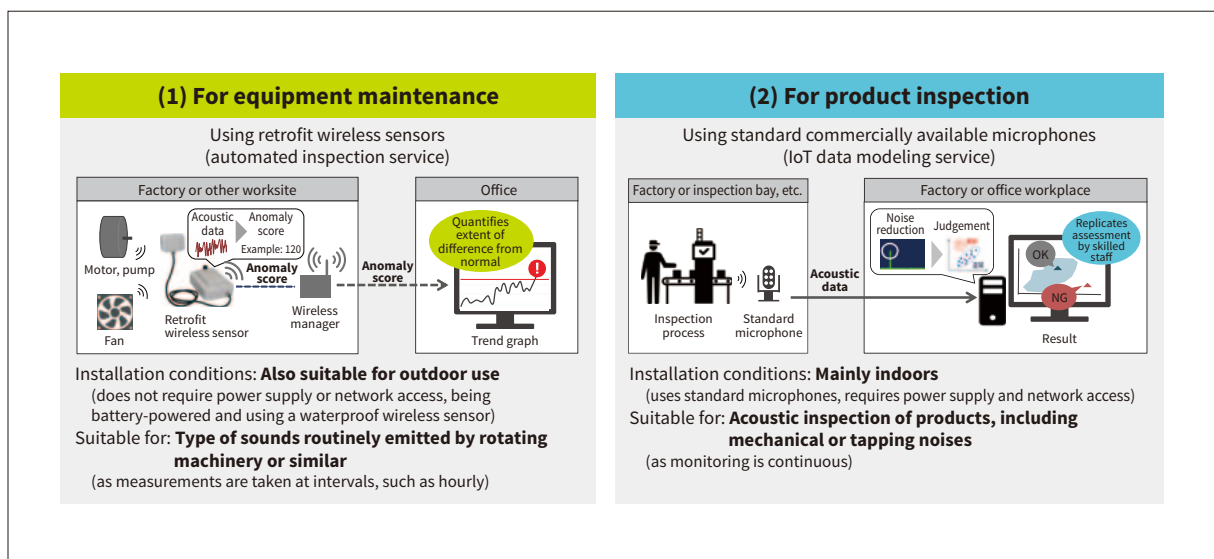 (1) For equipment maintenance
Using retrofit wireless sensors
(automated inspection service)
Factory or other worksite
Acoustic
data
Anomaly
score
Example: 120
Motor, pump
Fan
Retrofit
wireless sensor
Anomaly
score
Wireless
manager
Anomaly
score
Office
Quantifies
extent of
difference from
normal
!
Trend graph
Installation conditions: Also suitable for outdoor use
(does not require power supply or network access, being
battery-powered and using a waterproof wireless sensor)
Suitable for: Type of sounds routinely emitted by rotating
machinery or similar
(as measurements are taken at intervals, such as hourly)
(2) For product inspection
Using standard commercially available microphones
(IoT data modeling service)
Factory or inspection bay, etc.
Inspection
process
Standard
microphone
Acoustic
data
Factory or office workplace
Noise
reduction
Judgement
Replicates
assessment
by skilled
staff
OK
NG
Result
Installation conditions: Mainly indoors
(uses standard microphones, requires power supply and network access)
Suitable for: Acoustic inspection of products, including
mechanical or tapping noises
(as monitoring is continuous)